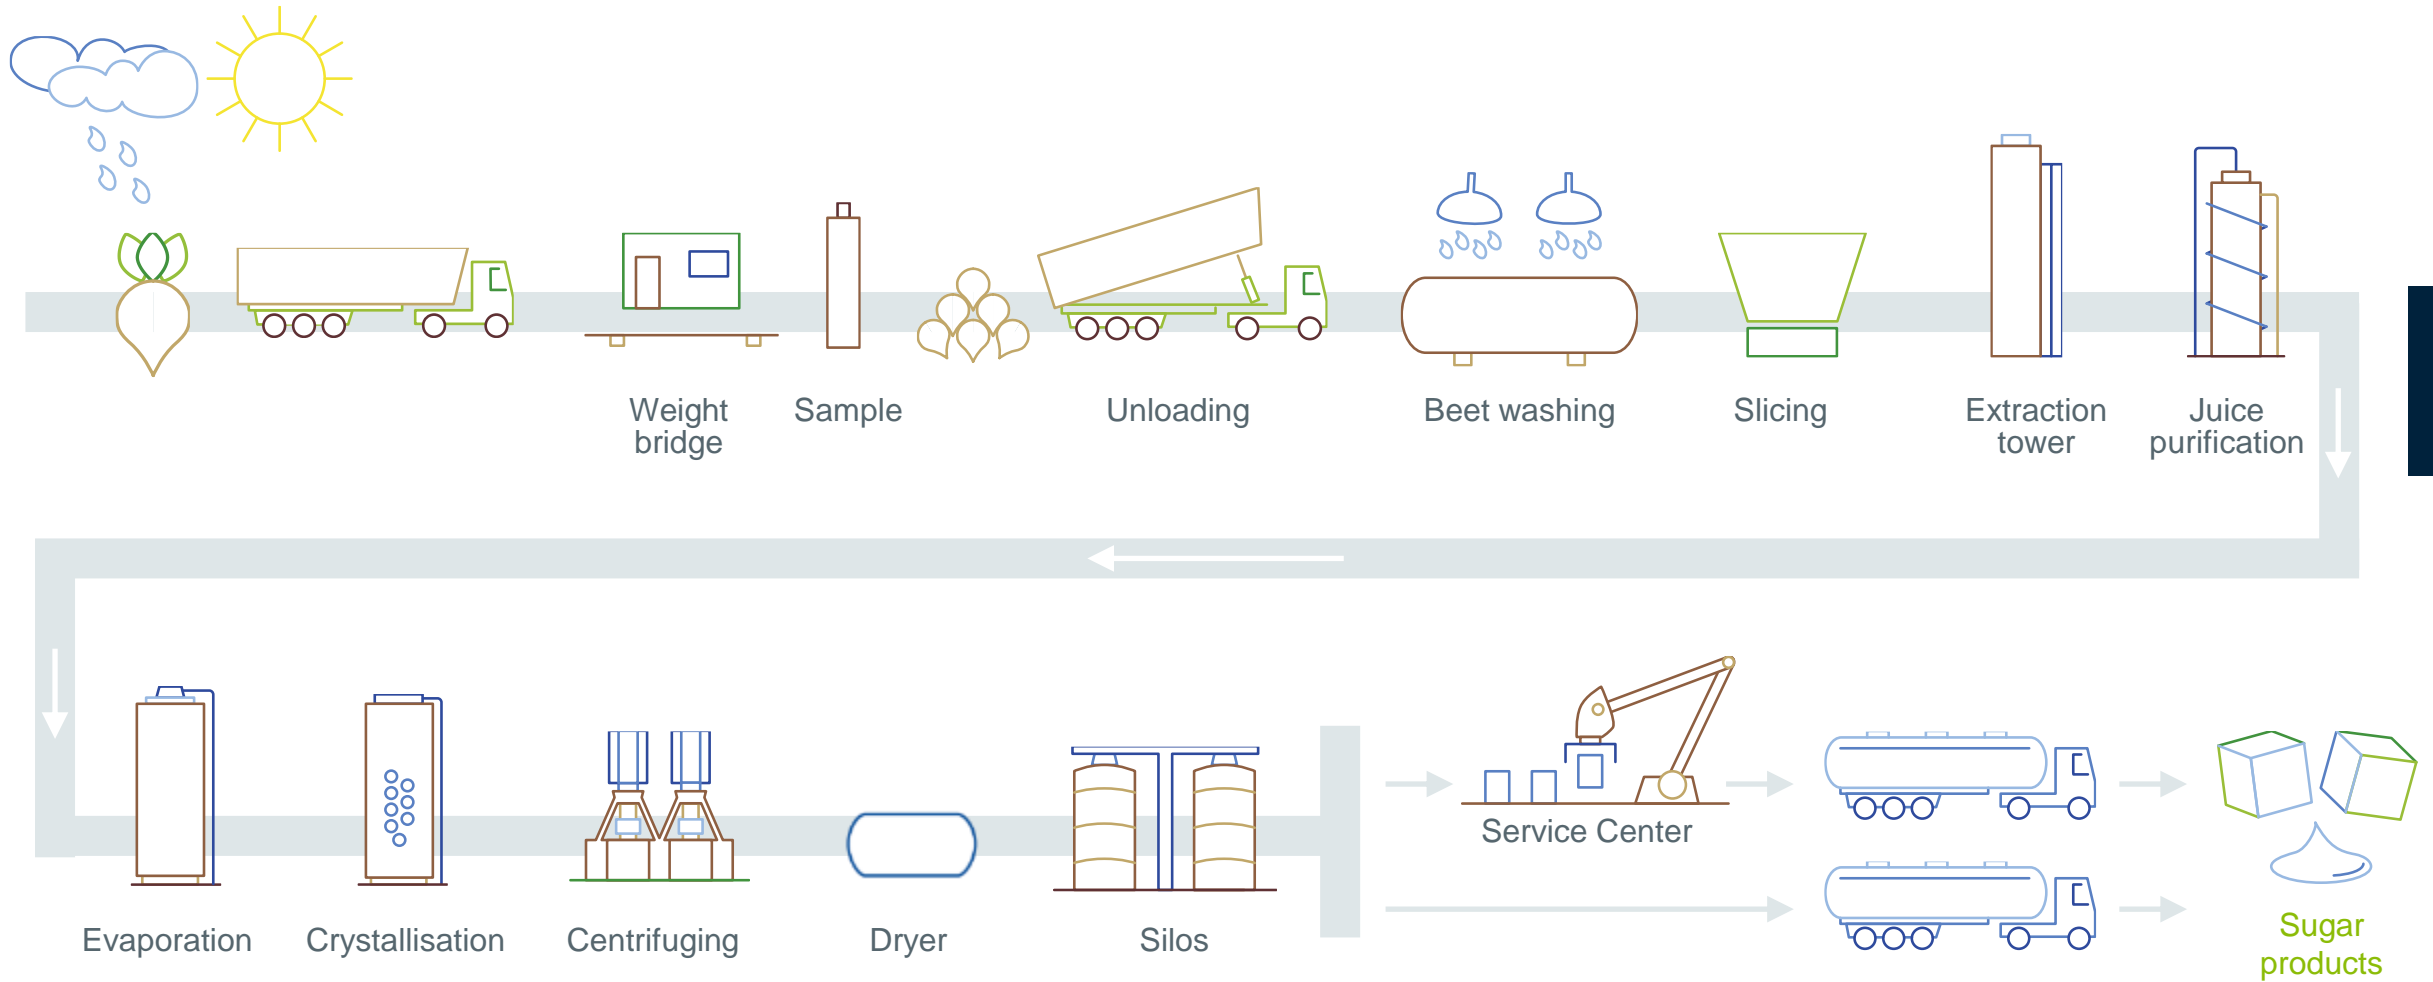 Weight
bridge
Sample
Unloading
Beet washing
Slicing
Extraction
tower
Juice
purification
Service Center
Evaporation
Crystallisation
Centrifuging
Dryer
Silos
Sugar
products